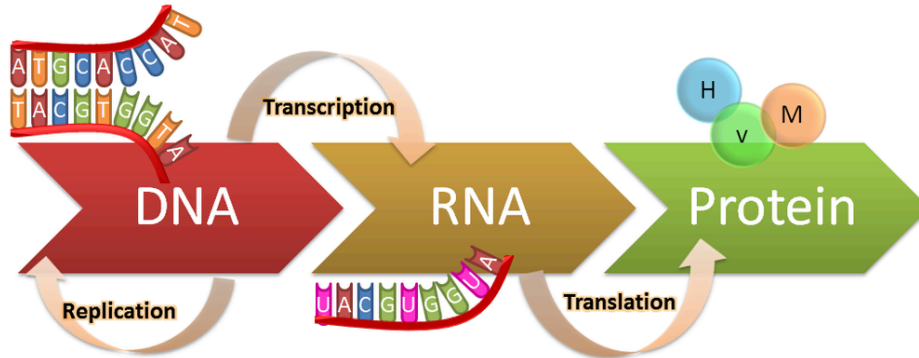 ATGCACCAT
TACGTGGTA
Transcription
H
v
M
DNA
RNA
Protein
UACGUGGUA
Replication
Translation